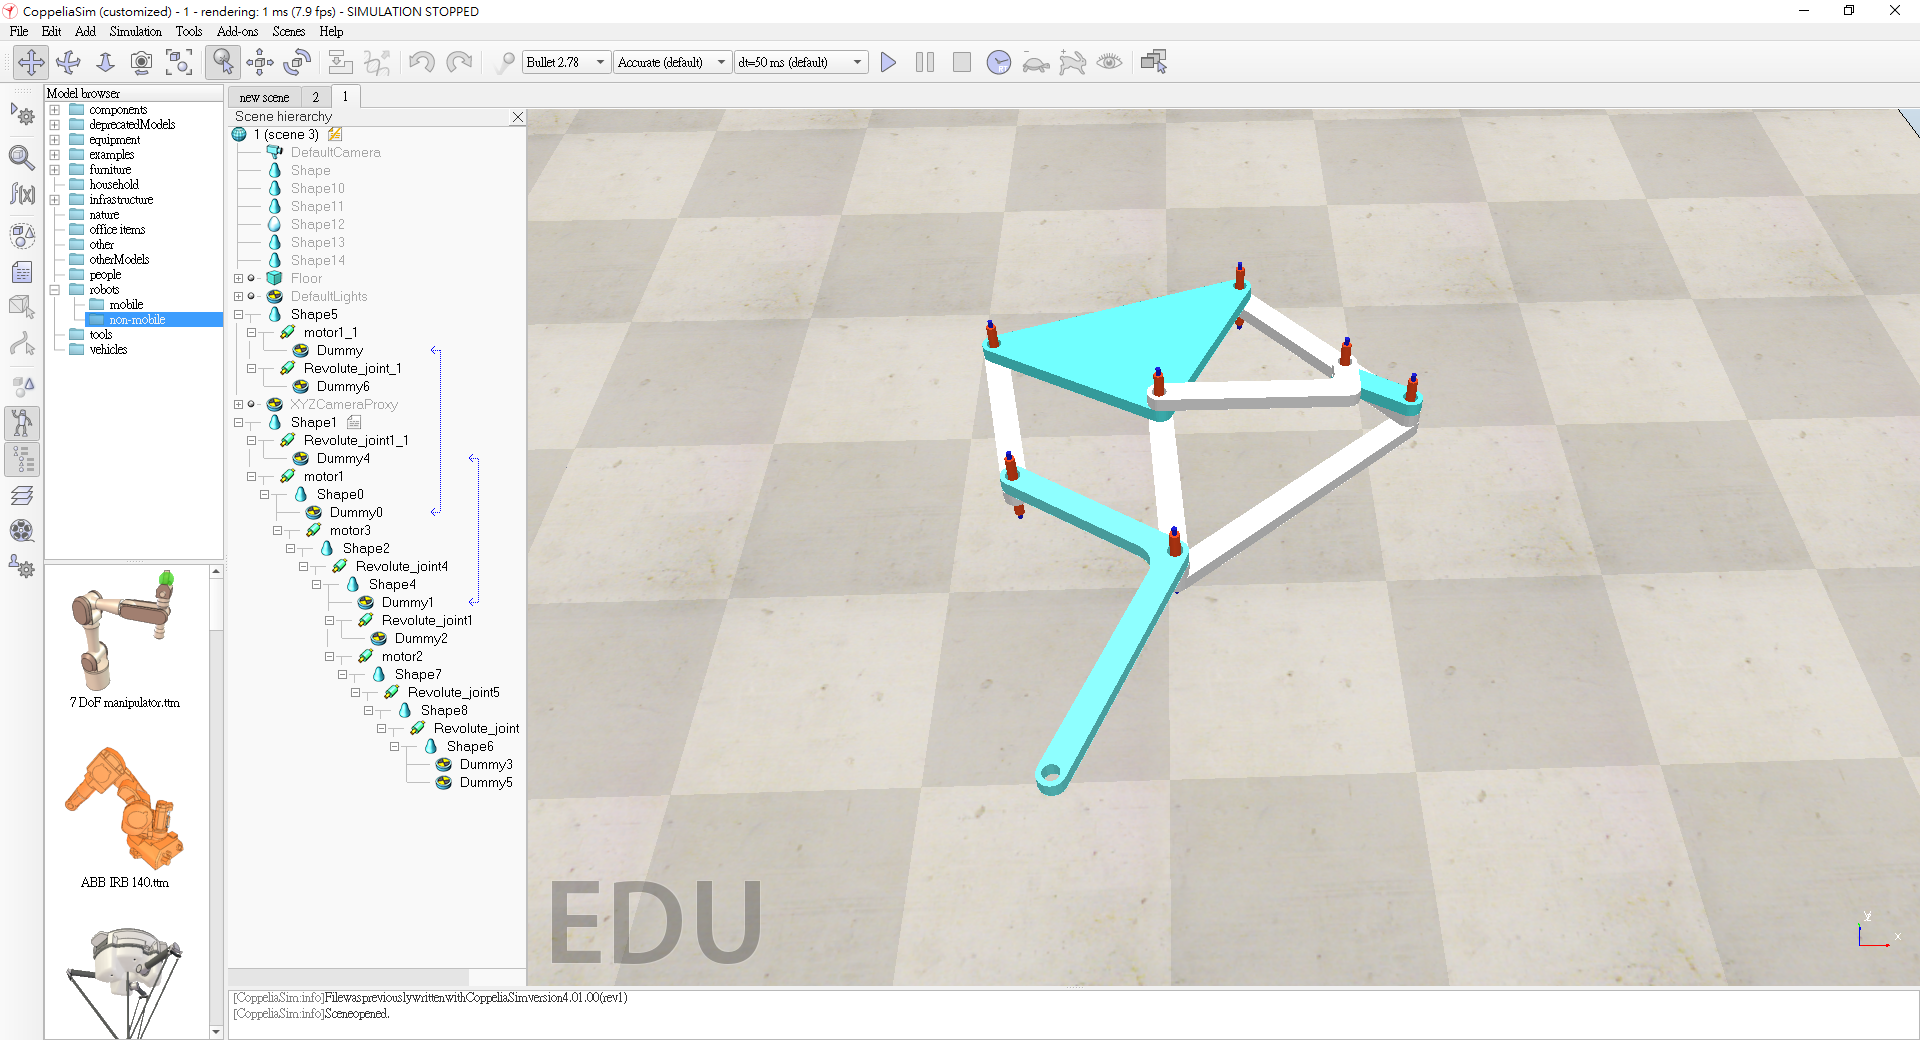 CoppeliaSim (customized) - 1 - rendering: 1 ms (7.9 fps) - SIMULATION STOPPED
File Edit Add Simulation Tools Add-ons Scenes Help
Bullet 2.78 Accurate (default) dt=50 ms (default)
Model browser
components
deprecatedModels
equipment
examples
furniture
household
infrastructure
nature
office items
other
otherModels
people
robots
mobile
non-mobile
tools
vehicles
7 DoF manipulator.ttm
ABB IRB 140.ttm
new scene 2 1
Scene hierarchy
1 (scene 3)
DefaultCamera
Shape
Shape10
Shape11
Shape12
Shape13
Shape14
Floor
DefaultLights
Shape5
motor1_1
Dummy
Revolute_joint_1
Dummy6
XYZCameraProxy
Shape1
Revolute_joint1_1
Dummy4
motor1
Shape0
Dummy0
motor3
Shape2
Revolute_joint4
Shape4
Dummy1
Revolute_joint1
Dummy2
motor2
Shape7
Revolute_joint5
Shape8
Revolute_joint
Shape6
Dummy3
Dummy5
EDU
x
[CoppeliaSim:info]FilewaspreviouslywrittenwithCoppeliaSimversion4.01.00(rev1)
[CoppeliaSim:info]Sceneopened.